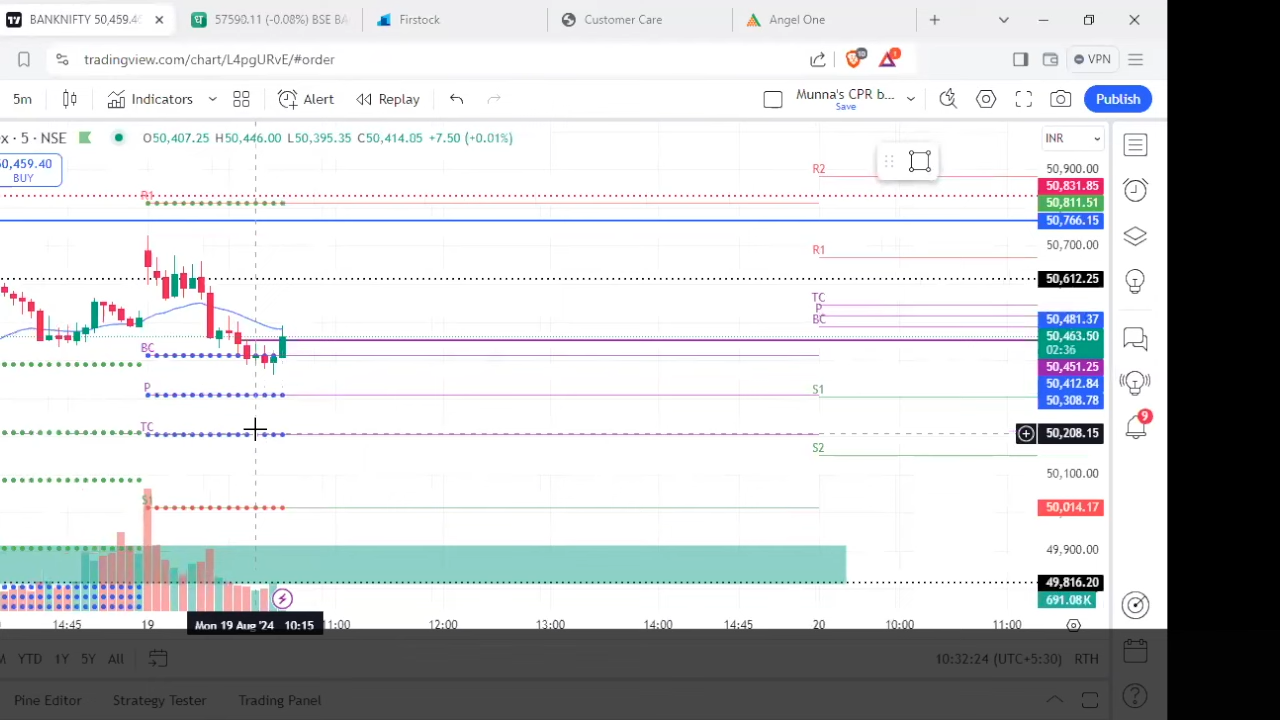 BANKNIFTY 50,459.4
57590.11 (-0.08%) BSE BA
Firstock
Customer Care
Angel One
tradingview.com/chart/L4pgURvE/#order
10
1
VPN
5m
Indicators
Alert
Replay
Munna's CPR b...
Save
Publish
x · 5 · NSE
O50,407.25 H50,446.00 L50,395.35 C50,414.05 +7.50 (+0.01%)
INR
50,459.40
BUY
R2
50,900.00
50,831.85
R1
50,811.51
50,766.15
50,700.00
R1
50,612.25
TC
P
BC
50,481.37
50,463.50
02:36
BC
50,451.25
50,412.84
P
S1
50,308.78
TC
50,208.15
9
S2
50,100.00
S1
50,014.17
49,900.00
49,816.20
691.08K
14:45
19
Mon 19 Aug '24 10:15
11:00
12:00
13:00
14:00
14:45
20
10:00
11:00
M
YTD
1Y
5Y
All
10:32:24 (UTC+5:30)
RTH
Pine Editor
Strategy Tester
Trading Panel